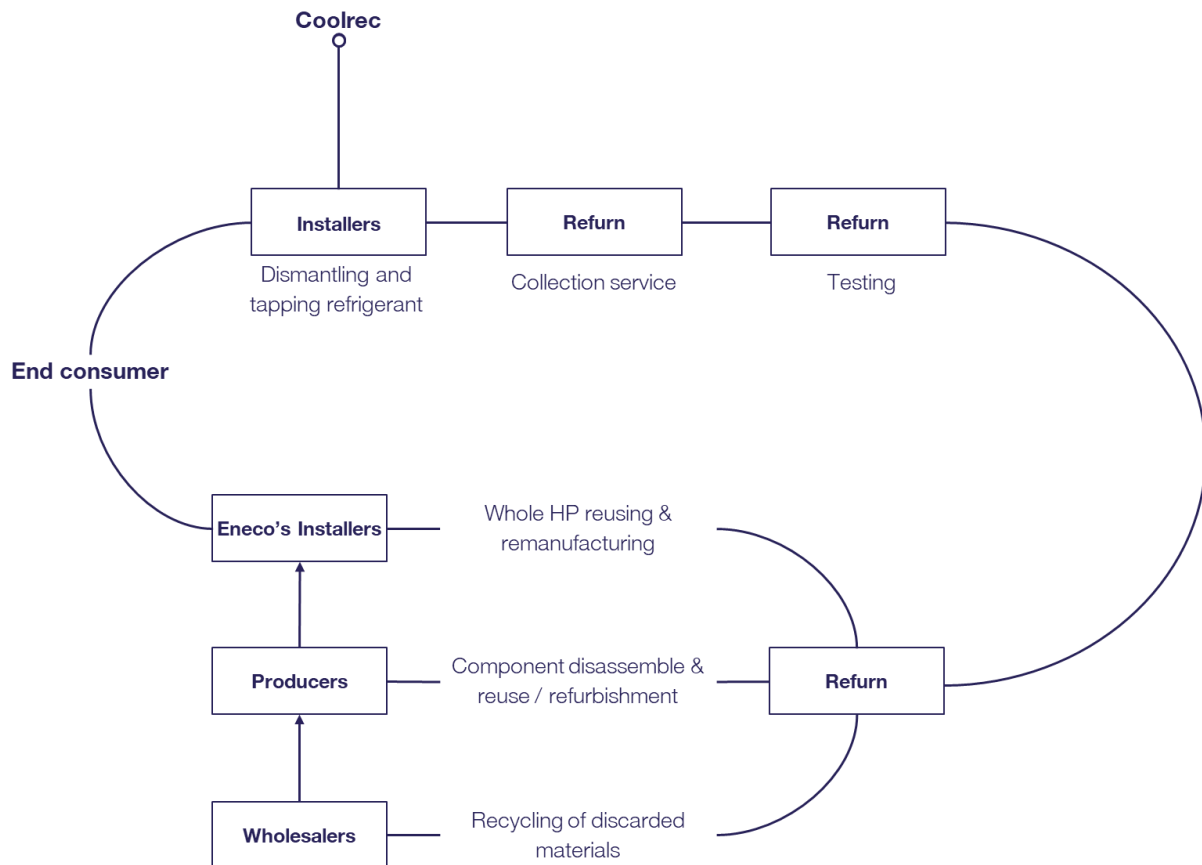 Coolrec
Installers
Refurn
Refurn
Dismantling and
tapping refrigerant
Collection service
Testing
End consumer
Eneco's Installers
Whole HP reusing &
remanufacturing
Producers
Component disassemble &
reuse / refurbishment
Refurn
Wholesalers
Recycling of discarded
materials